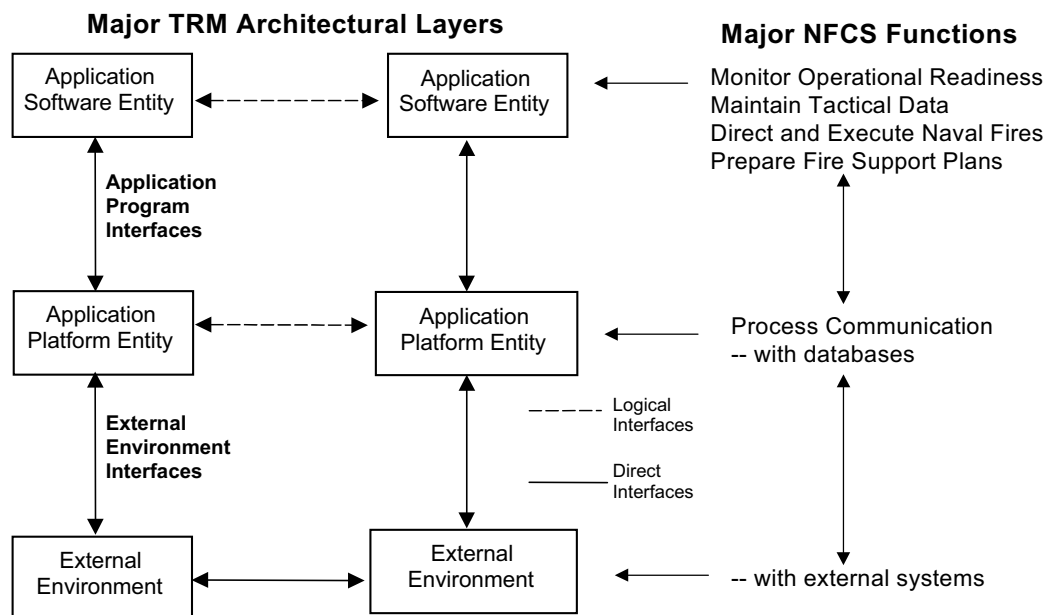 Major TRM Architectural Layers
Major NFCS Functions
Application
Software Entity
Application
Software Entity
Monitor Operational Readiness
Maintain Tactical Data
Direct and Execute Naval Fires
Prepare Fire Support Plans
Application
Program
Interfaces
Application
Platform Entity
Application
Platform Entity
Process Communication
-- with databases
External
Environment
Interfaces
Logical
Interfaces
Direct
Interfaces
External
Environment
External
Environment
-- with external systems